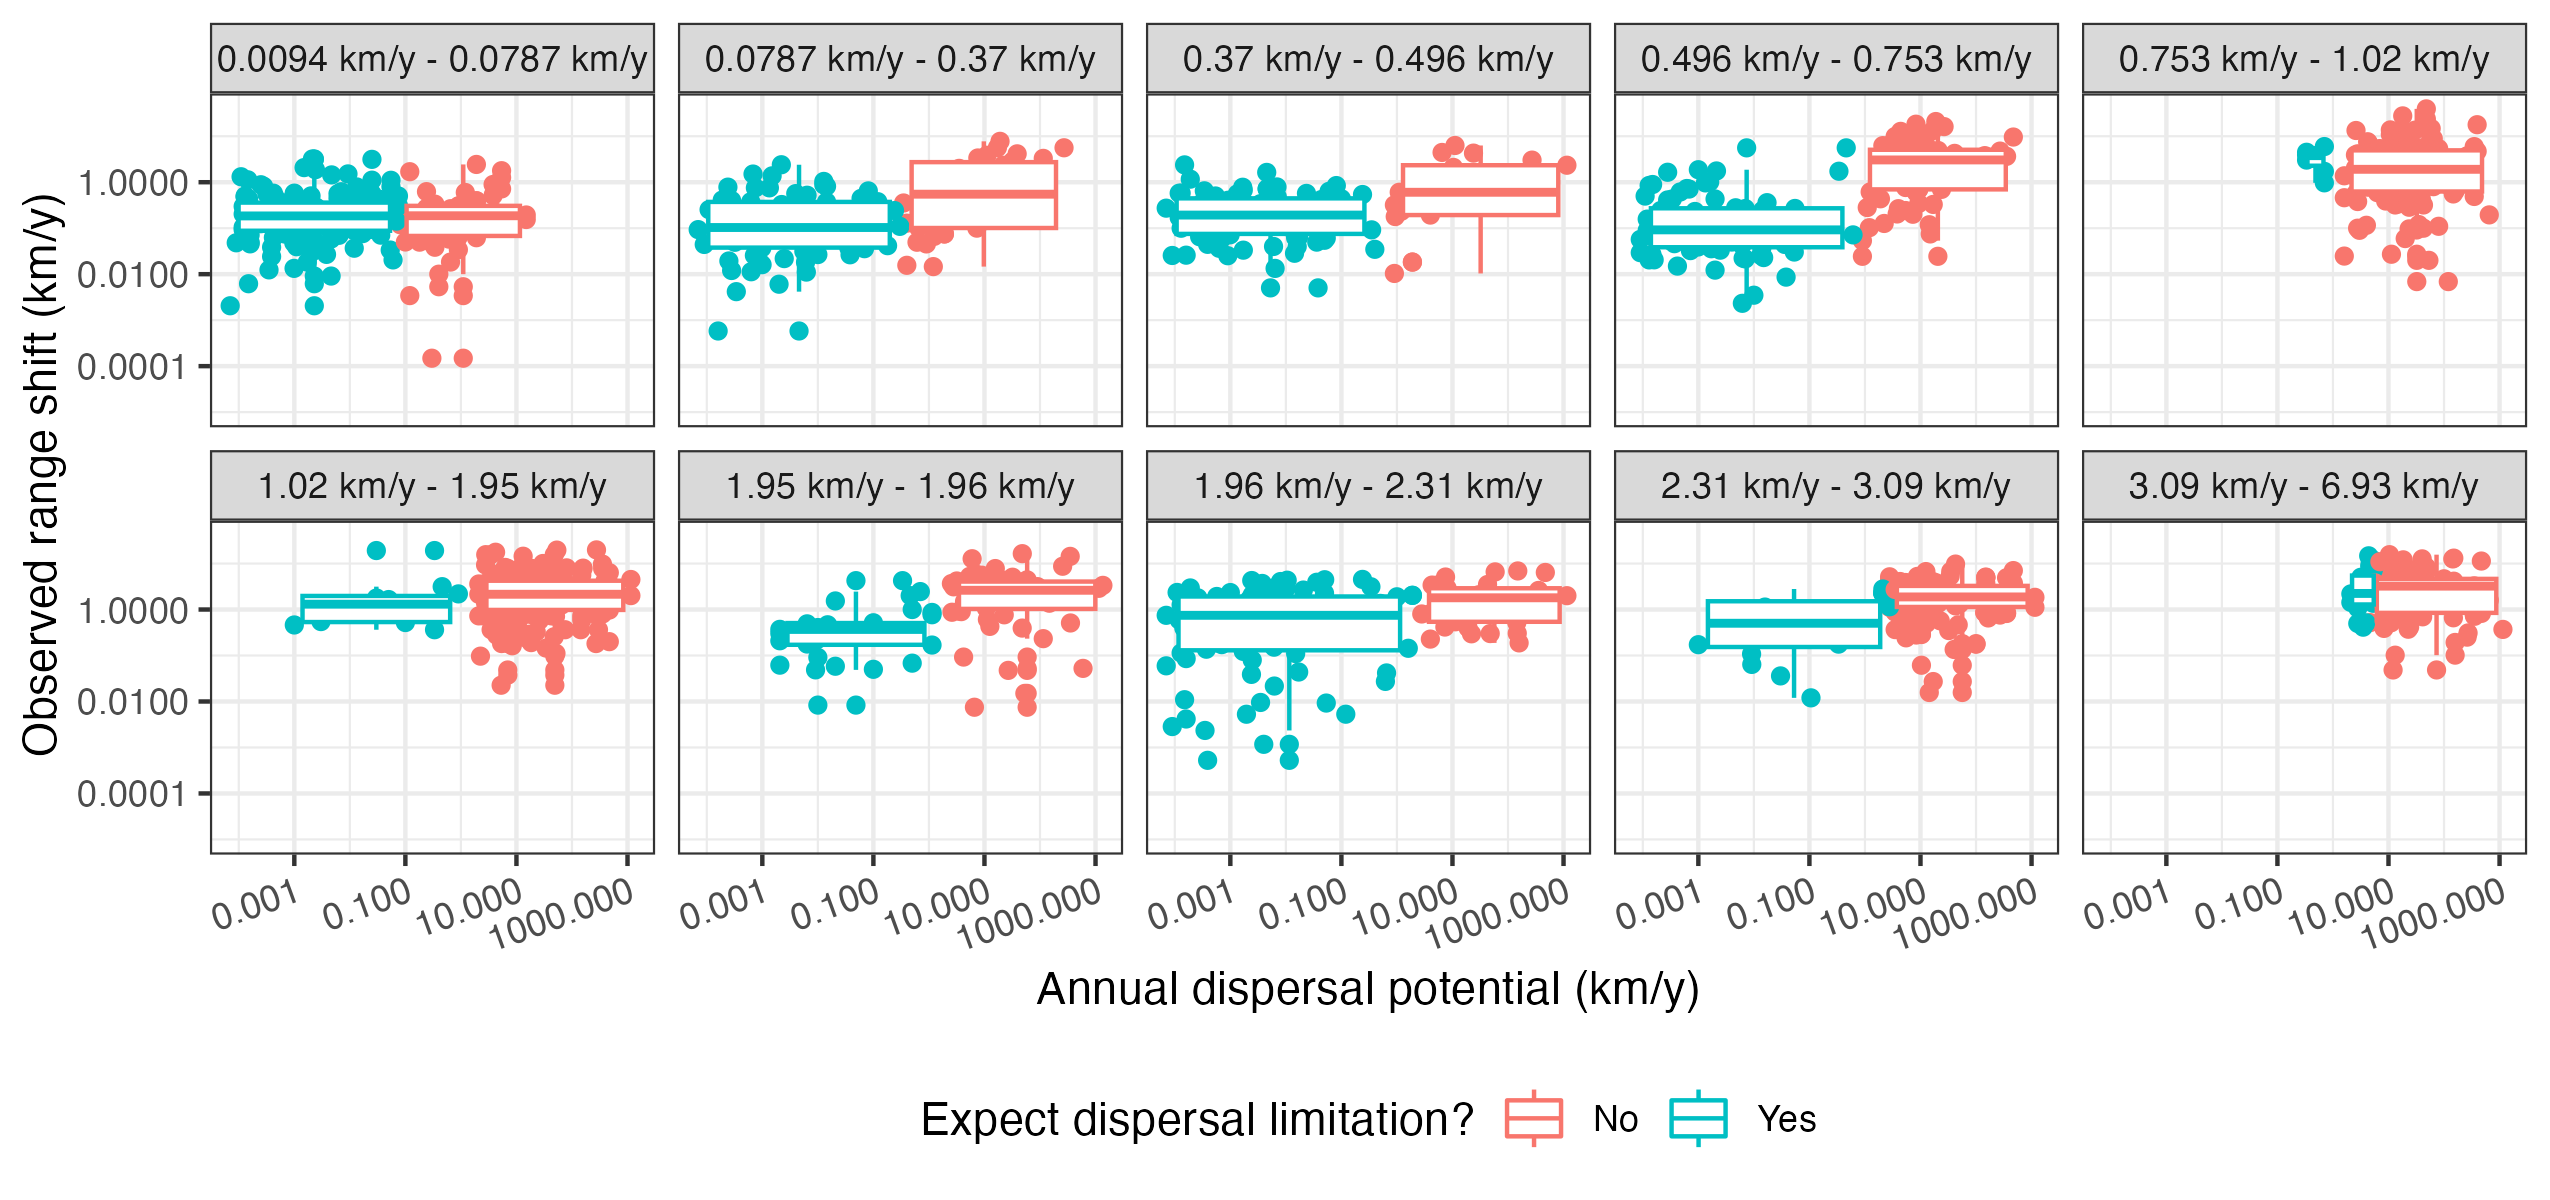 0.0094 km/y - 0.0787 km/y
0.0787 km/y - 0.37 km/y
0.37 km/y - 0.496 km/y
0.496 km/y - 0.753 km/y
0.753 km/y - 1.02 km/y
1.0000
0.0100
0.0001
1.02 km/y - 1.95 km/y
1.95 km/y - 1.96 km/y
1.96 km/y - 2.31 km/y
2.31 km/y - 3.09 km/y
3.09 km/y - 6.93 km/y
1.0000
0.0100
0.0001
Observed range shift (km/y)
0.001
0.100
10.000
1000.000
0.001
0.100
10.000
1000.000
0.001
0.100
10.000
1000.000
0.001
0.100
10.000
1000.000
0.001
0.100
10.000
1000.000
Annual dispersal potential (km/y)
Expect dispersal limitation? No Yes